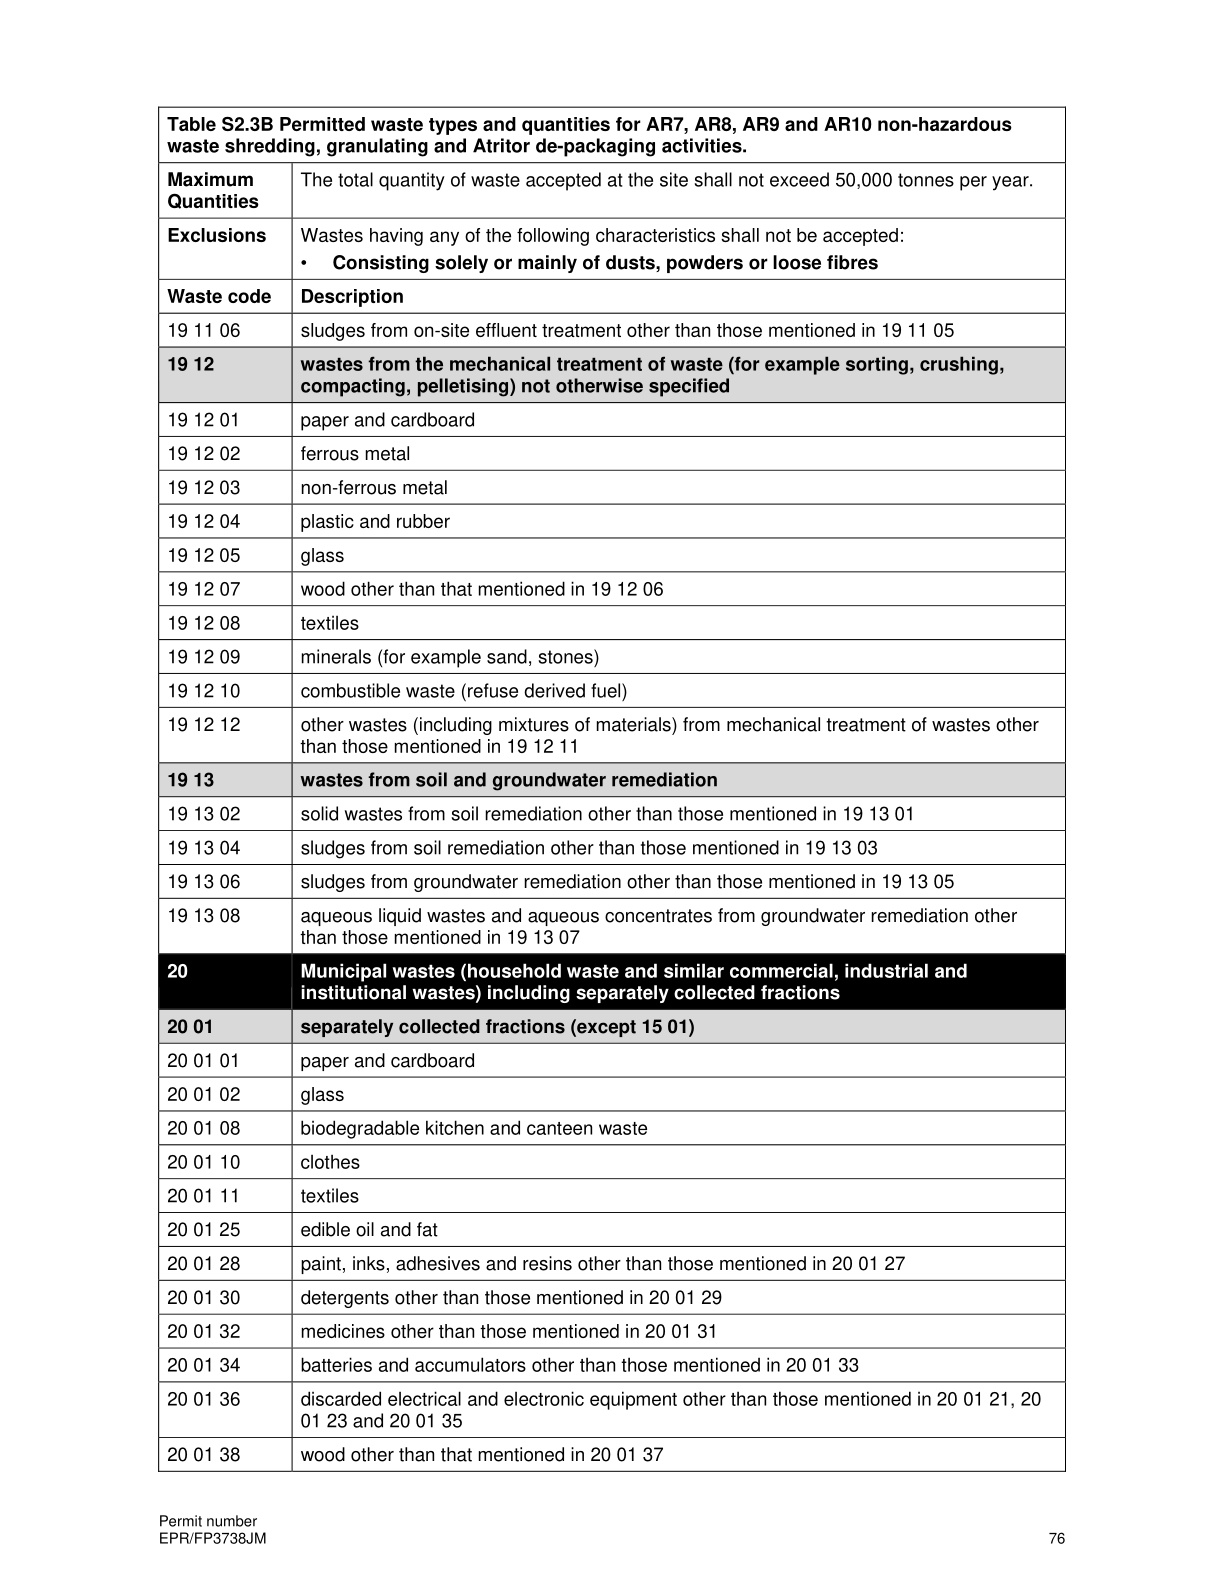 Table S2.3B Permitted waste types and quantities for AR7, AR8, AR9 and AR10 non-hazardous
waste shredding, granulating and Atritor de-packaging activities.
Maximum
Quantities
The total quantity of waste accepted at the site shall not exceed 50,000 tonnes per year.
Exclusions
Wastes having any of the following characteristics shall not be accepted:
• Consisting solely or mainly of dusts, powders or loose fibres
Waste code Description
19 11 06 sludges from on-site effluent treatment other than those mentioned in 19 11 05
19 12 wastes from the mechanical treatment of waste (for example sorting, crushing,
compacting, pelletising) not otherwise specified
19 12 01 paper and cardboard
19 12 02 ferrous metal
19 12 03 non-ferrous metal
19 12 04 plastic and rubber
19 12 05 glass
19 12 07 wood other than that mentioned in 19 12 06
19 12 08 textiles
19 12 09 minerals (for example sand, stones)
19 12 10 combustible waste (refuse derived fuel)
19 12 12 other wastes (including mixtures of materials) from mechanical treatment of wastes other
than those mentioned in 19 12 11
19 13 wastes from soil and groundwater remediation
19 13 02 solid wastes from soil remediation other than those mentioned in 19 13 01
19 13 04 sludges from soil remediation other than those mentioned in 19 13 03
19 13 06 sludges from groundwater remediation other than those mentioned in 19 13 05
19 13 08 aqueous liquid wastes and aqueous concentrates from groundwater remediation other
than those mentioned in 19 13 07
20 Municipal wastes (household waste and similar commercial, industrial and
institutional wastes) including separately collected fractions
20 01 separately collected fractions (except 15 01)
20 01 01 paper and cardboard
20 01 02 glass
20 01 08 biodegradable kitchen and canteen waste
20 01 10 clothes
20 01 11 textiles
20 01 25 edible oil and fat
20 01 28 paint, inks, adhesives and resins other than those mentioned in 20 01 27
20 01 30 detergents other than those mentioned in 20 01 29
20 01 32 medicines other than those mentioned in 20 01 31
20 01 34 batteries and accumulators other than those mentioned in 20 01 33
20 01 36 discarded electrical and electronic equipment other than those mentioned in 20 01 21, 20
01 23 and 20 01 35
20 01 38 wood other than that mentioned in 20 01 37
Permit number
EPR/FP3738JM 76